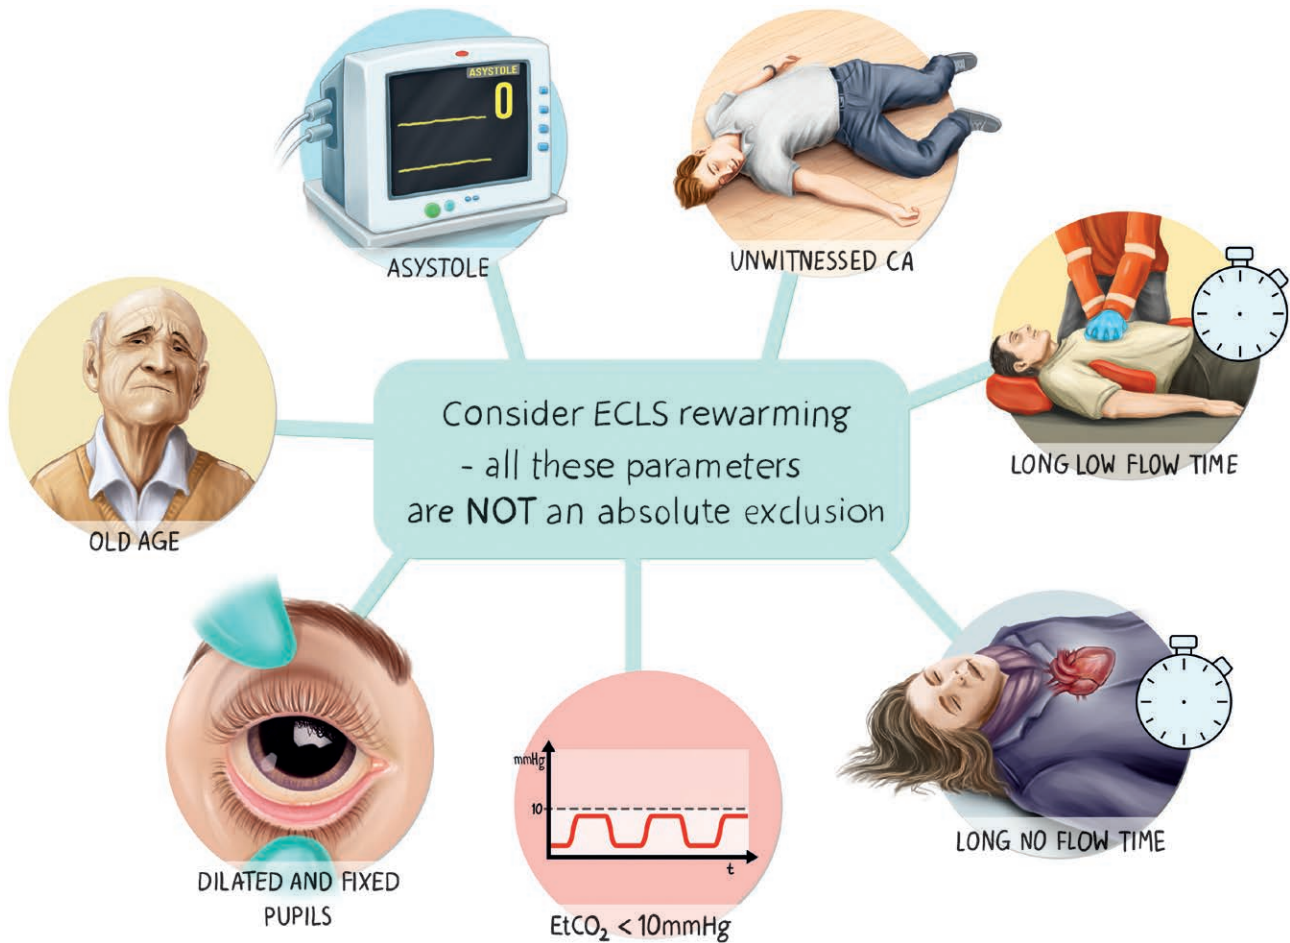 ASYSTOLE
0
ASYSTOLE
UNWITNESSED CA
LONG LOW FLOW TIME
OLD AGE
Consider ECLS rewarming
- all these parameters
are NOT an absolute exclusion
DILATED AND FIXED
PUPILS
mmHg
10
t
EtCO₂ < 10mmHg
LONG NO FLOW TIME